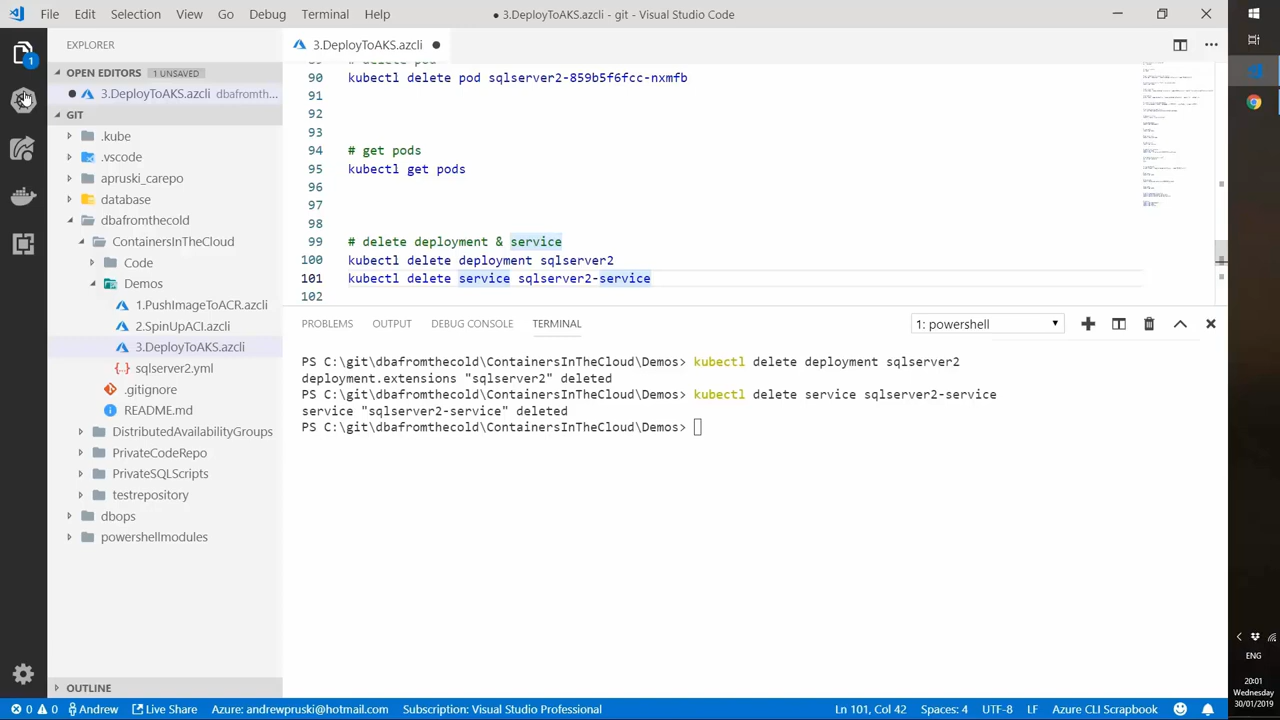 File Edit Selection View Go Debug Terminal Help
● 3.DeployToAKS.azcli - git - Visual Studio Code
EXPLORER
3.DeployToAKS.azcli ●
OPEN EDITORS 1 UNSAVED
● 3.DeployToAKS.azcli dbafromth...
GIT
.kube
.vscode
apruski_cargpo
database
dbafromthecold
ContainersInTheCloud
Code
Demos
1.PushImageToACR.azcli
2.SpinUpACI.azcli
3.DeployToAKS.azcli
sqlserver2.yml
.gitignore
README.md
DistributedAvailabilityGroups
PrivateCodeRepo
PrivateSQLScripts
testrepository
dbops
powershellmodules
OUTLINE
1
90 kubectl delete pod sqlserver2-859b5f6fcc-nxmfb
91
92
93
94 # get pods
95 kubectl get pods
96
97
98
99 # delete deployment & service
100 kubectl delete deployment sqlserver2
101 kubectl delete service sqlserver2-service
102
PROBLEMS OUTPUT DEBUG CONSOLE TERMINAL 1: powershell
PS C:\git\dbafromthecold\ContainersInTheCloud\Demos> kubectl delete deployment sqlserver2
deployment.extensions "sqlserver2" deleted
PS C:\git\dbafromthecold\ContainersInTheCloud\Demos> kubectl delete service sqlserver2-service
service "sqlserver2-service" deleted
PS C:\git\dbafromthecold\ContainersInTheCloud\Demos>
0 0 Andrew Live Share Azure: andrewpruski@hotmail.com Subscription: Visual Studio Professional Ln 101, Col 42 Spaces: 4 UTF-8 LF Azure CLI Scrapbook
ENG
20:01
Wednesday
30/01/2019